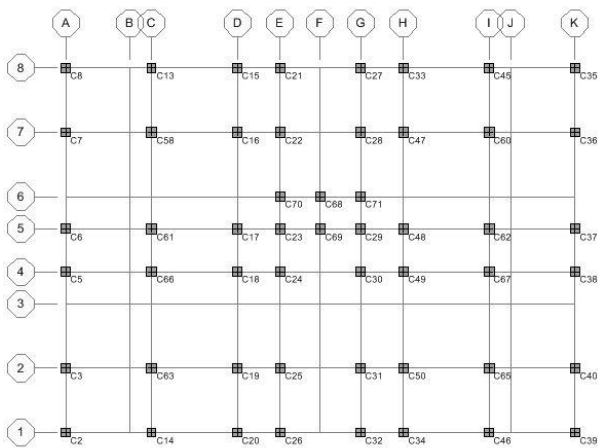 A B C D E F G H I J K
8
C8 C13 C15 C21 C27 C33 C45 C35
7
C7 C58 C16 C22 C28 C47 C60 C36
6
C70 C68 C71
5
C6 C61 C17 C23 C69 C29 C48 C62 C37
4
C5 C66 C18 C24 C30 C49 C67 C38
3
2
C3 C63 C19 C25 C31 C50 C65 C40
1
C2 C14 C20 C26 C32 C34 C46 C39